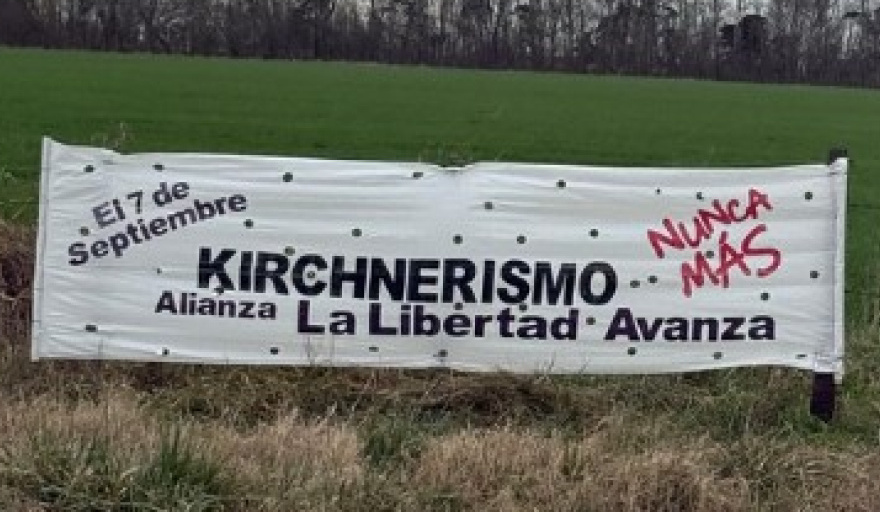 El 7 de
Septiembre
KIRCHNERISMO
NUNCA
MÁS
Alianza La Libertad Avanza